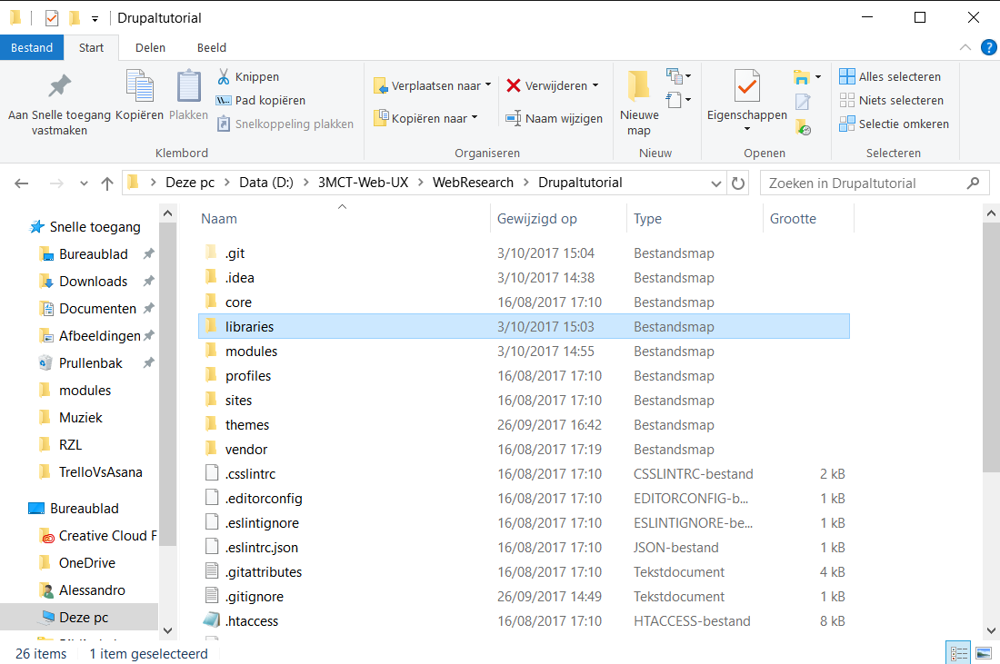 Drupaltutorial
Bestand Start Delen Beeld
Aan Snelle toegang vastmaken
Kopiëren
Plakken
Knippen
Pad kopiëren
Snelkoppeling plakken
Klembord
Verplaatsen naar
Kopiëren naar
Verwijderen
Naam wijzigen
Organiseren
Nieuwe map
Nieuw
Eigenschappen
Openen
Alles selecteren
Niets selecteren
Selectie omkeren
Selecteren
Deze pc > Data (D:) > 3MCT-Web-UX > WebResearch > Drupaltutorial
Zoeken in Drupaltutorial
Snelle toegang
Bureaublad
Downloads
Documenten
Afbeeldingen
Prullenbak
modules
Muziek
RZL
TrelloVsAsana
Bureaublad
Creative Cloud F
OneDrive
Alessandro
Deze pc
Naam Gewijzigd op Type Grootte
.git 3/10/2017 15:04 Bestandsmap
.idea 3/10/2017 14:38 Bestandsmap
core 16/08/2017 17:10 Bestandsmap
libraries 3/10/2017 15:03 Bestandsmap
modules 3/10/2017 14:55 Bestandsmap
profiles 16/08/2017 17:10 Bestandsmap
sites 16/08/2017 17:10 Bestandsmap
themes 26/09/2017 16:42 Bestandsmap
vendor 16/08/2017 17:19 Bestandsmap
.csslintrc 16/08/2017 17:10 CSSLINTRC-bestand 2 kB
.editorconfig 16/08/2017 17:10 EDITORCONFIG-b... 1 kB
.eslintignore 16/08/2017 17:10 ESLINTIGNORE-be... 1 kB
.eslintrc.json 16/08/2017 17:10 JSON-bestand 1 kB
.gitattributes 16/08/2017 17:10 Tekstdocument 4 kB
.gitignore 26/09/2017 14:49 Tekstdocument 1 kB
.htaccess 16/08/2017 17:10 HTACCESS-bestand 8 kB
26 items 1 item geselecteerd